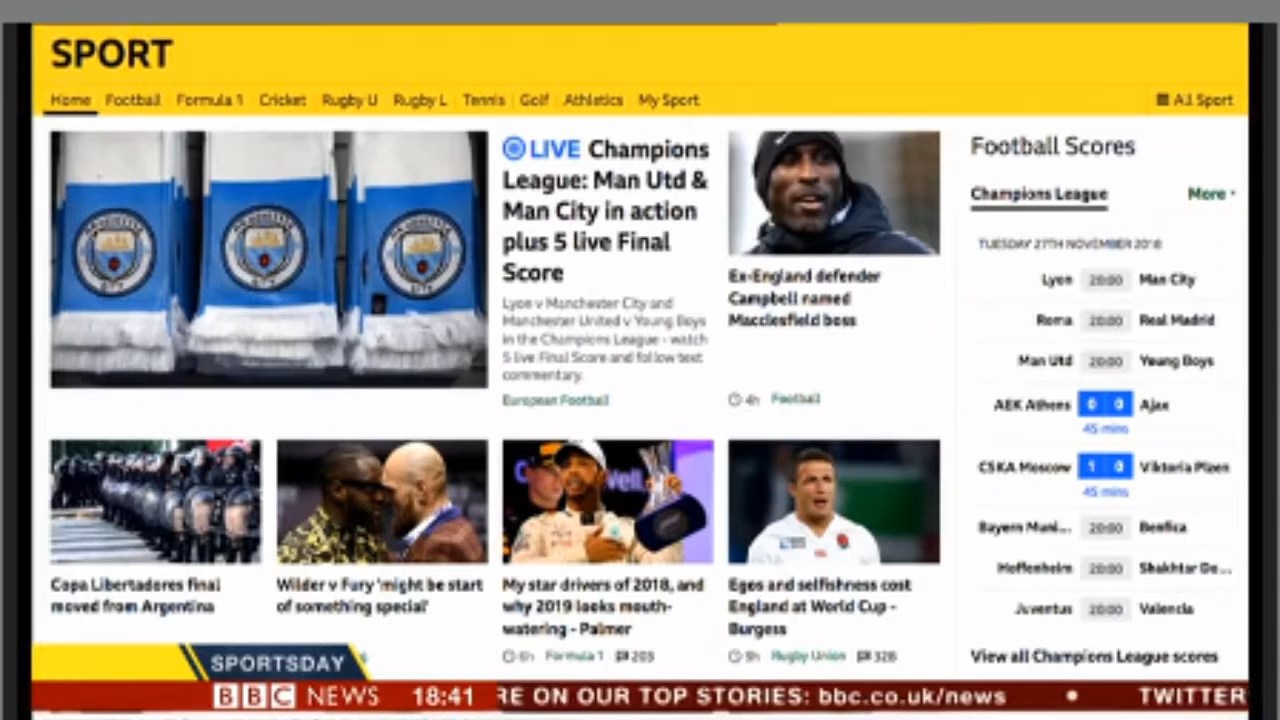 SPORT
Home Football Formula 1 Cricket Rugby U Rugby L Tennis Golf Athletics My Sport All Sport
LIVE Champions
League: Man Utd &
Man City in action
plus 5 live Final
Score
Lyon v Manchester City and
Manchester United v Young Boys
in the Champions League - watch
5 live Final Score and follow text
commentary.
European Football
Ex-England defender
Campbell named
Macclesfield boss
4h Football
Football Scores
Champions League More
TUESDAY 27TH NOVEMBER 2018
Lyon 20:00 Man City
Roma 20:00 Real Madrid
Man Utd 20:00 Young Boys
AEK Athens 0 0 Ajax
45 mins
CSKA Moscow 1 0 Viktoria Plzen
45 mins
Bayern Muni... 20:00 Benfica
Hoffenheim 20:00 Shakhtar Do...
Juventus 20:00 Valencia
View all Champions League scores
Copa Libertadores final
moved from Argentina
Wilder v Fury 'might be start
of something special'
My star drivers of 2018, and
why 2019 looks mouth-
watering - Palmer
6h Formula 1 203
Egos and selfishness cost
England at World Cup -
Burgess
9h Rugby Union 328
SPORTSDAY
BBC NEWS 18:41 RE ON OUR TOP STORIES: bbc.co.uk/news • TWITTER